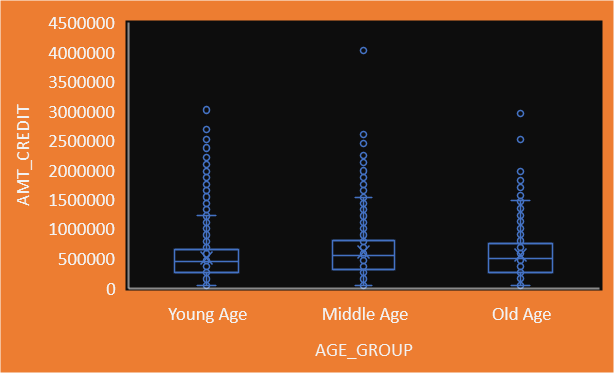 4500000
4000000
3500000
3000000
2500000
2000000
1500000
1000000
500000
0
AMT_CREDIT
Young Age
Middle Age
Old Age
AGE_GROUP